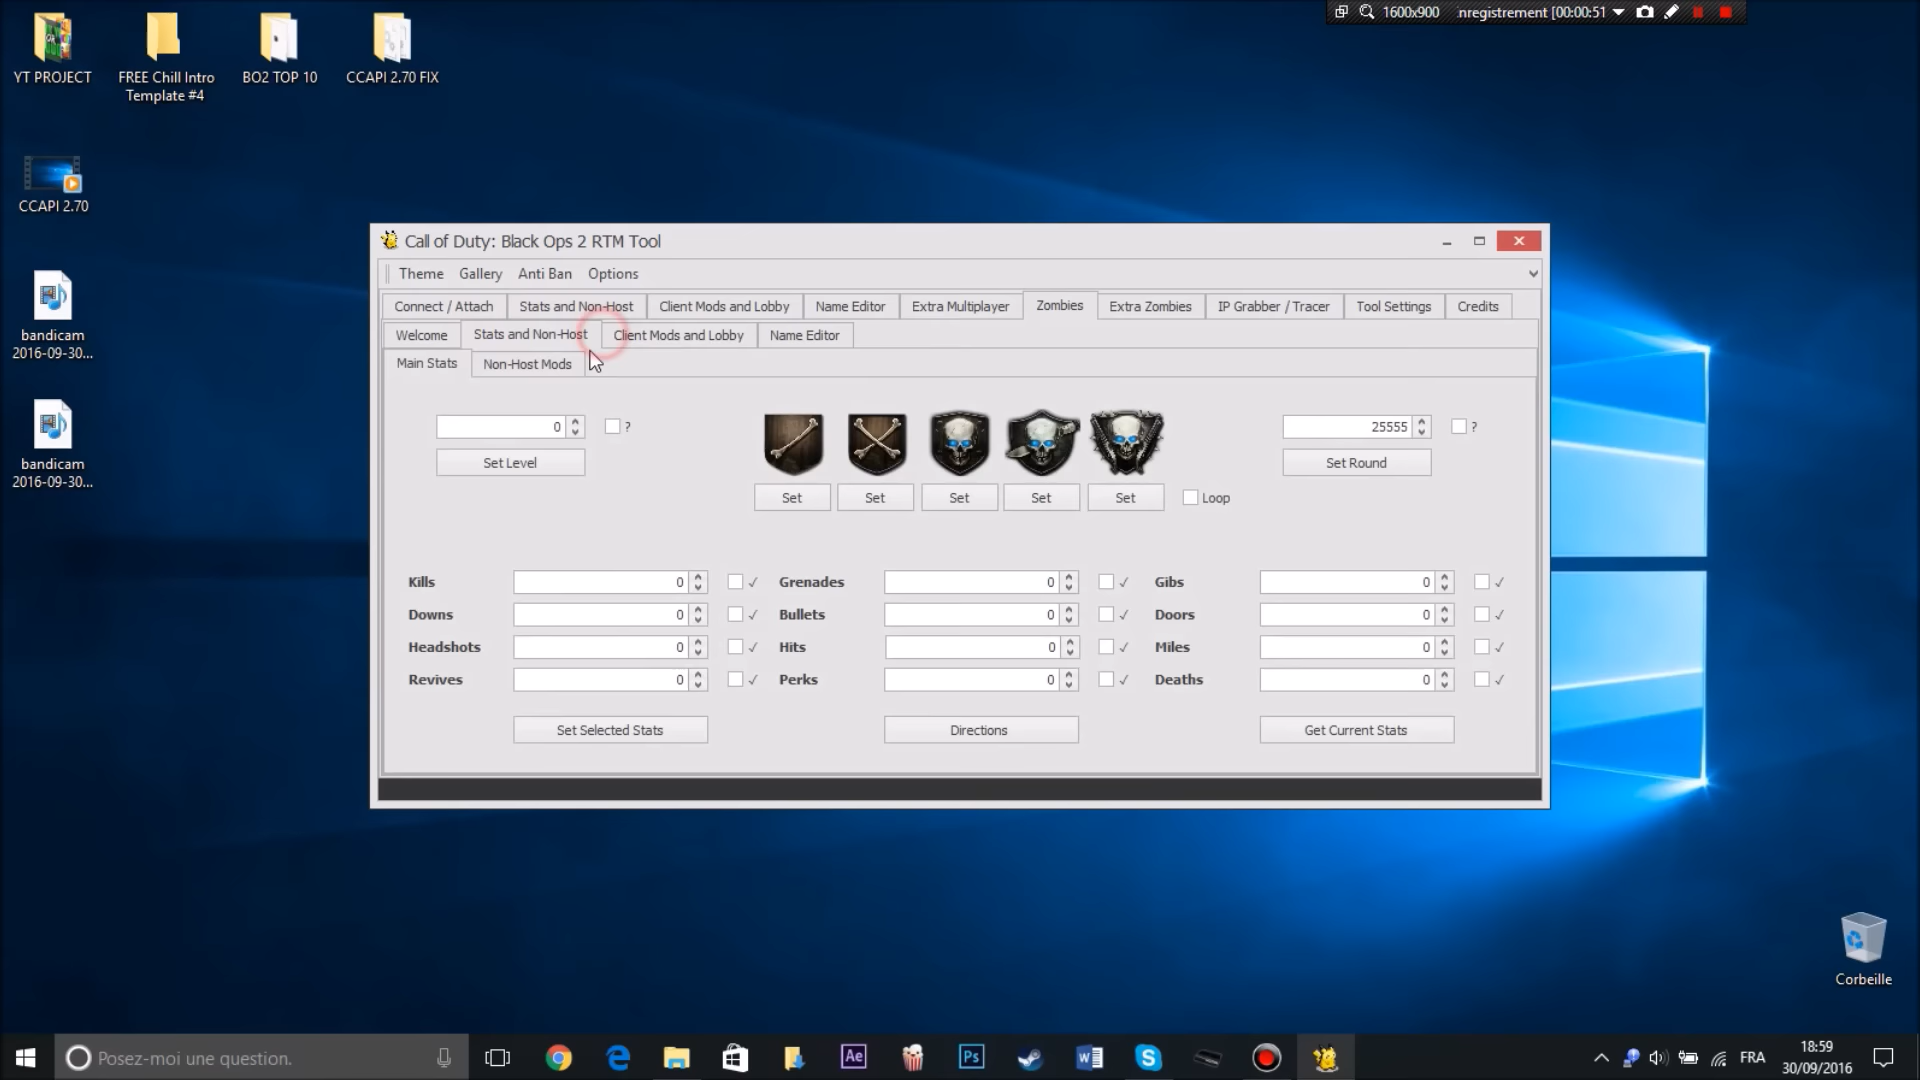 YT PROJECT
FREE Chill Intro
Template #4
BO2 TOP 10
CCAPI 2.70 FIX
1600x900
nregistrement [00:00:51
CCAPI 2.70
bandicam
2016-09-30...
bandicam
2016-09-30...
Call of Duty: Black Ops 2 RTM Tool
Theme Gallery Anti Ban Options
Connect / Attach Stats and Non-Host Client Mods and Lobby Name Editor Extra Multiplayer Zombies Extra Zombies IP Grabber / Tracer Tool Settings Credits
Welcome Stats and Non-Host Client Mods and Lobby Name Editor
Main Stats Non-Host Mods
0 ? 25555 ?
Set Level Set Round
Set Set Set Set Set Loop
Kills 0 ✓ Grenades 0 ✓ Gibs 0 ✓
Downs 0 ✓ Bullets 0 ✓ Doors 0 ✓
Headshots 0 ✓ Hits 0 ✓ Miles 0 ✓
Revives 0 ✓ Perks 0 ✓ Deaths 0 ✓
Set Selected Stats Directions Get Current Stats
Corbeille
Posez-moi une question.
Ae
Ps
W
S
FRA
18:59
30/09/2016